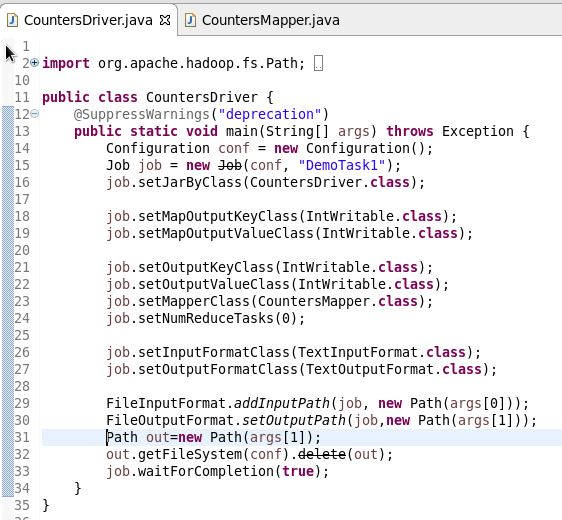 CountersDriver.java
CountersMapper.java
1
2 import org.apache.hadoop.fs.Path;
10
11 public class CountersDriver {
12     @SuppressWarnings("deprecation")
13     public static void main(String[] args) throws Exception {
14         Configuration conf = new Configuration();
15         Job job = new Job(conf, "DemoTask1");
16         job.setJarByClass(CountersDriver.class);
17
18         job.setMapOutputKeyClass(IntWritable.class);
19         job.setMapOutputValueClass(IntWritable.class);
20
21         job.setOutputKeyClass(IntWritable.class);
22         job.setOutputValueClass(IntWritable.class);
23         job.setMapperClass(CountersMapper.class);
24         job.setNumReduceTasks(0);
25
26         job.setInputFormatClass(TextInputFormat.class);
27         job.setOutputFormatClass(TextOutputFormat.class);
28
29         FileInputFormat.addInputPath(job, new Path(args[0]));
30         FileOutputFormat.setOutputPath(job,new Path(args[1]));
31         Path out=new Path(args[1]);
32         out.getFileSystem(conf).delete(out);
33         job.waitForCompletion(true);
34     }
35 }